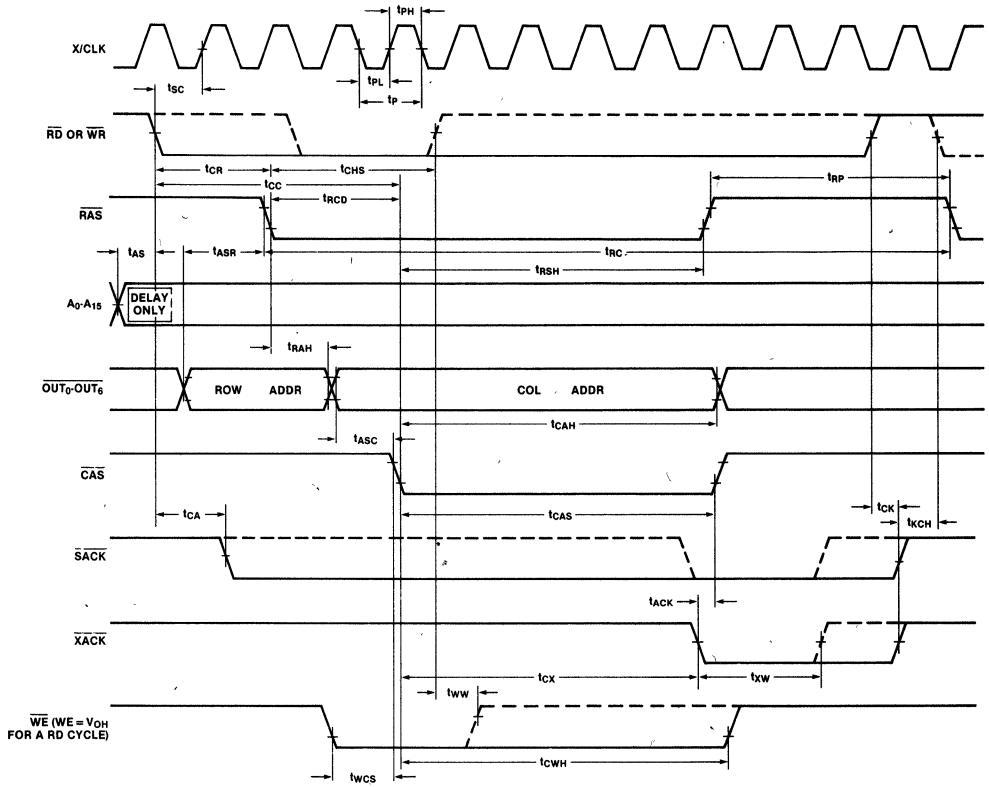 tPH
X/CLK
tSC
tPL
tP
RD OR WR
tCR
tCHS
tCC
tRP
tRCD
RAS
tAS
tASR
tRC
tRSH
A0-A15
DELAY
ONLY
tRAH
OUT0-OUT6
ROW ADDR
COL ADDR
tCAH
tASC
CAS
tCA
tCAS
tCK
tKCH
SACK
tACK
XACK
tCX
tXW
tWW
WE (WE = VOH
FOR A RD CYCLE)
tWCS
tCWH